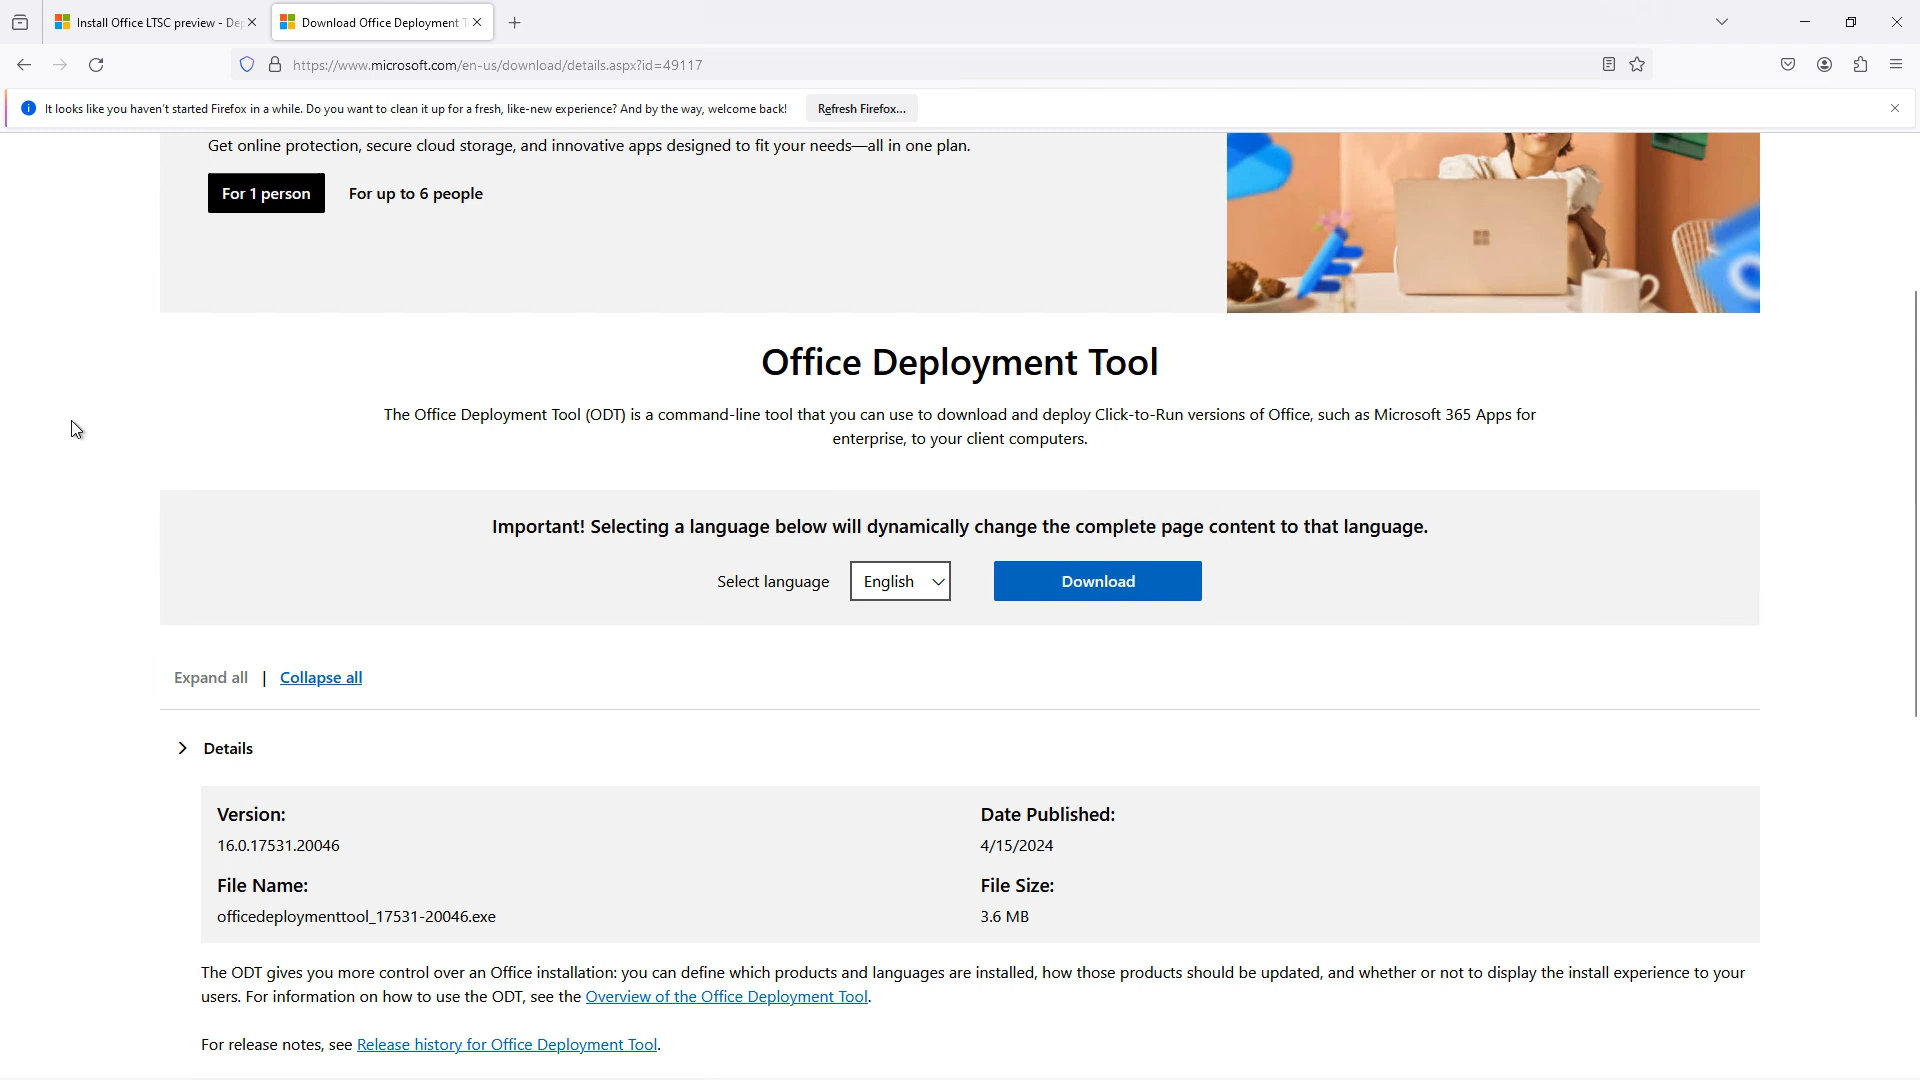 Install Office LTSC preview - De
Download Office Deployment T
https://www.microsoft.com/en-us/download/details.aspx?id=49117
It looks like you haven't started Firefox in a while. Do you want to clean it up for a fresh, like-new experience? And by the way, welcome back!
Refresh Firefox...
Get online protection, secure cloud storage, and innovative apps designed to fit your needs—all in one plan.
For 1 person
For up to 6 people
Office Deployment Tool
The Office Deployment Tool (ODT) is a command-line tool that you can use to download and deploy Click-to-Run versions of Office, such as Microsoft 365 Apps for
enterprise, to your client computers.
Important! Selecting a language below will dynamically change the complete page content to that language.
Select language
English
Download
Expand all | Collapse all
Details
Version:
16.0.17531.20046
Date Published:
4/15/2024
File Name:
officedeploymenttool_17531-20046.exe
File Size:
3.6 MB
The ODT gives you more control over an Office installation: you can define which products and languages are installed, how those products should be updated, and whether or not to display the install experience to your
users. For information on how to use the ODT, see the Overview of the Office Deployment Tool.
For release notes, see Release history for Office Deployment Tool.